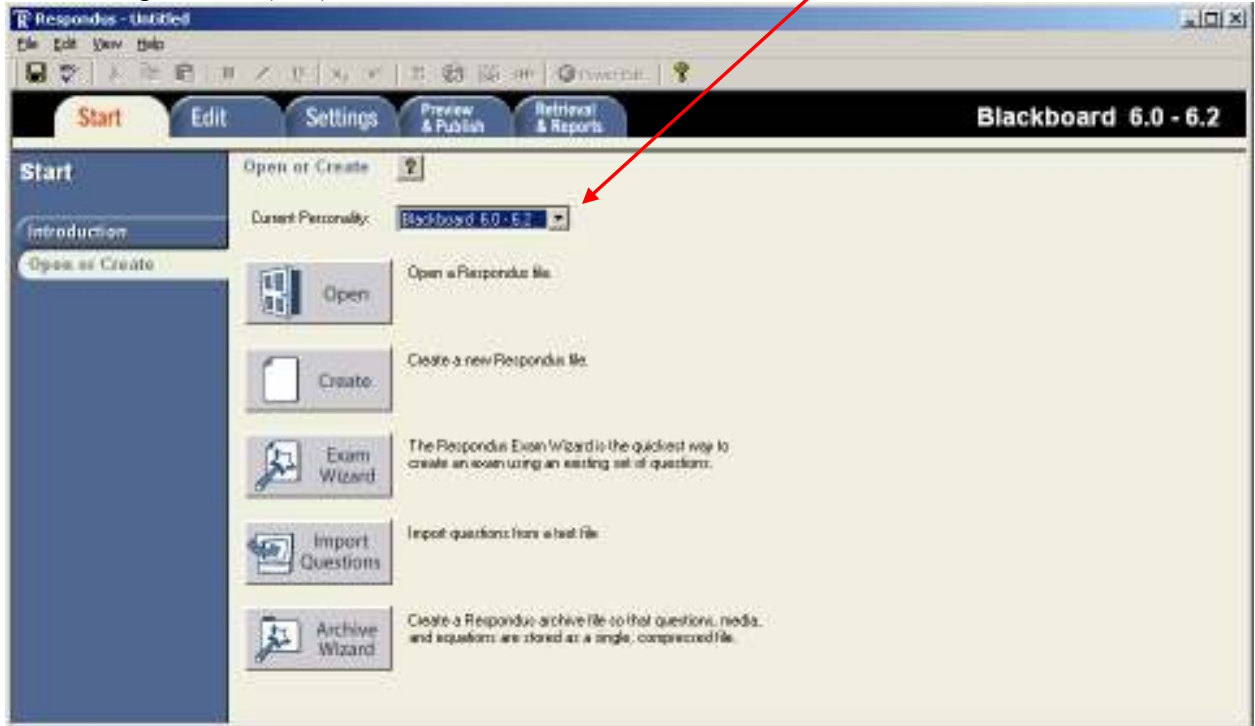 Respondus - Untitled
File Edit View Help
Start Edit Settings Preview & Publish Retrieval & Reports Blackboard 6.0 - 6.2
Start
Introduction
Open or Create
Open or Create ?
Current Personality: Blackboard 6.0 - 6.2
Open
Open a Respondus file.
Create
Create a new Respondus file.
Exam
Wizard
The Respondus Exam Wizard is the quickest way to
create an exam using an existing set of questions.
Import
Questions
Import questions from a text file
Archive
Wizard
Create a Respondus archive file so that questions, media,
and equations are stored as a single, compressed file.